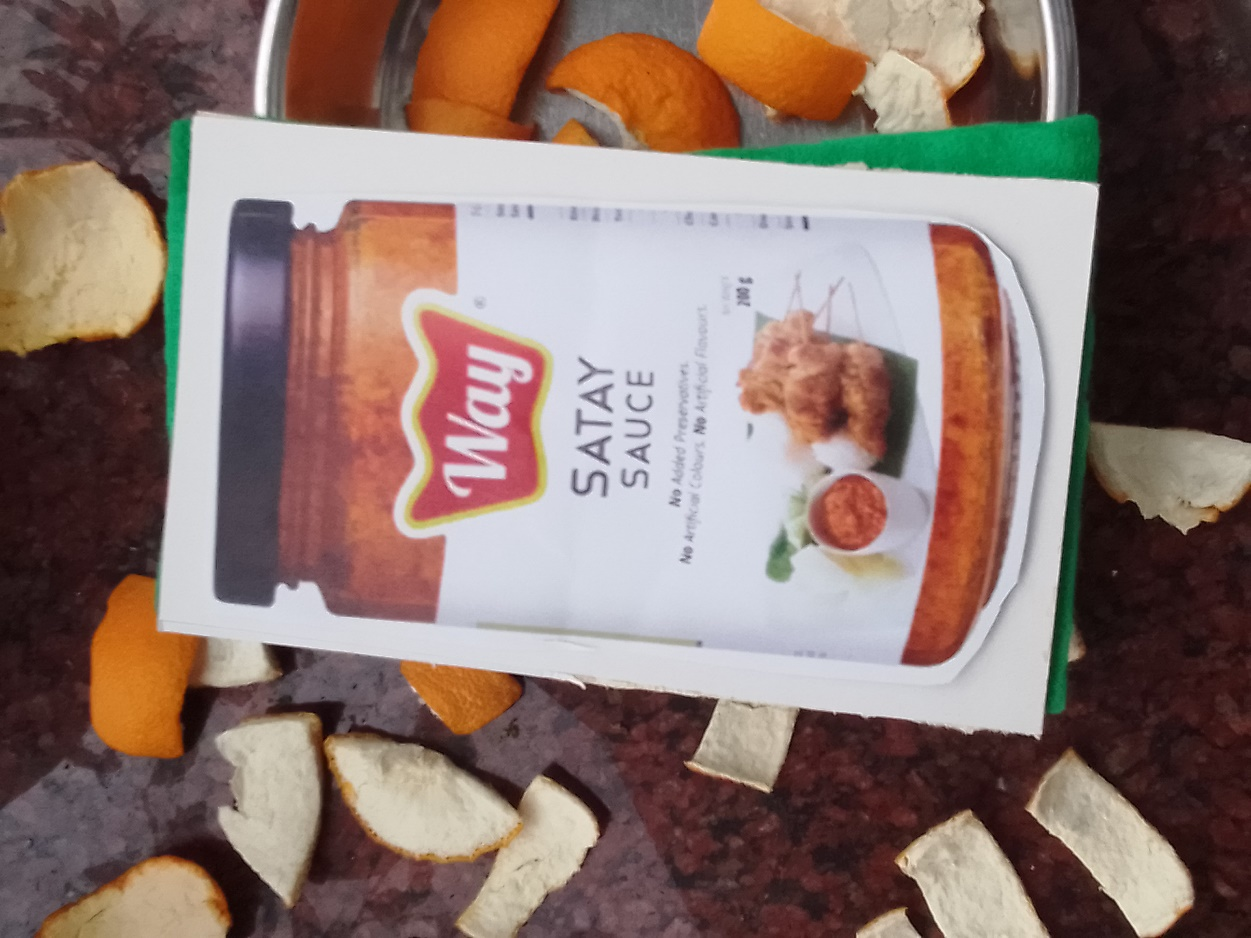 Way
®
SATAY
SAUCE
No Added Preservatives.
No Artificial Colours. No Artificial Flavours.
200 g